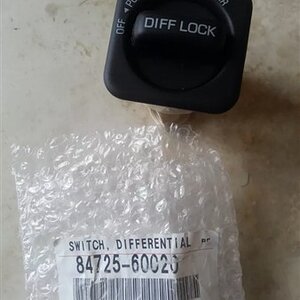 OFF
DIFF LOCK
SWITCH, DIFFERENTIAL
84725-60020